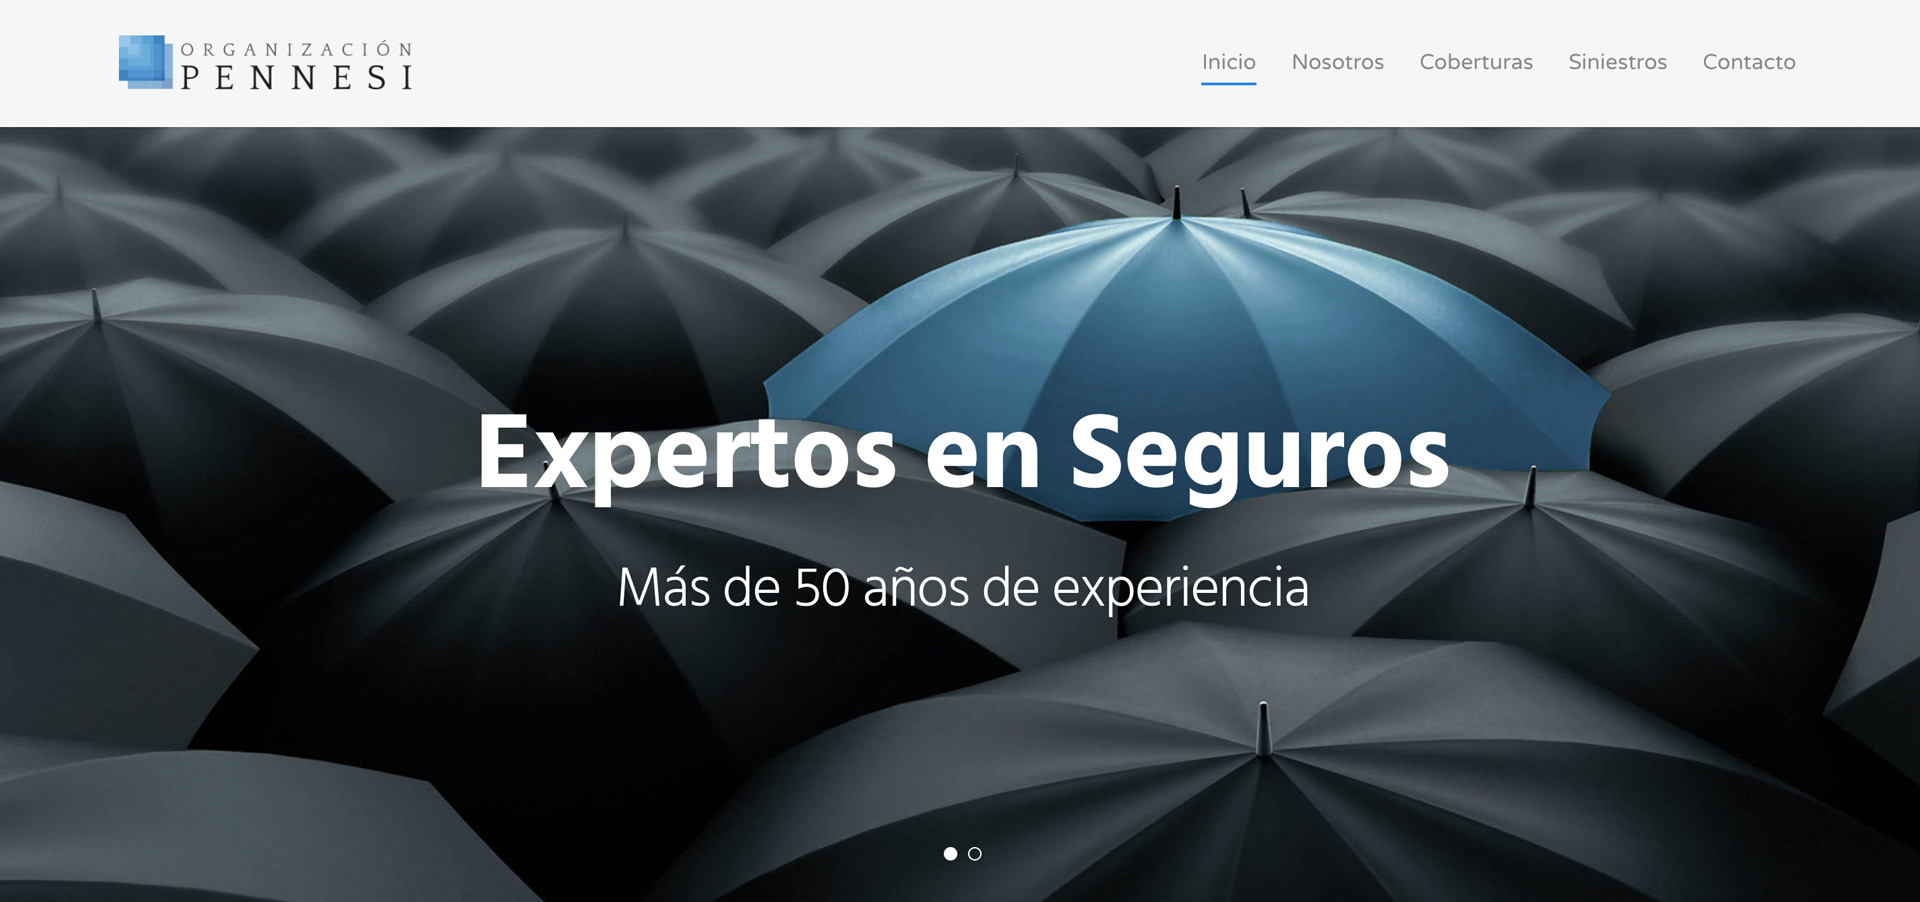 ORGANIZACIÓN
PENNESI
Inicio Nosotros Coberturas Siniestros Contacto
Expertos en Seguros
Más de 50 años de experiencia